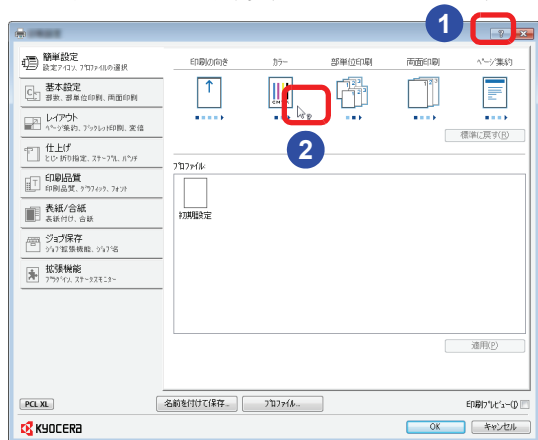 1
?
簡単設定
設定アイコン、プロファイルの選択
基本設定
部数、部単位印刷、両面印刷
レイアウト
ページ集約、ブックレット印刷、変倍
仕上げ
とじ・折り指定、ステープル、パンチ
印刷品質
印刷品質、グラフィックス、フォント
表紙/合紙
表紙付け、合紙
ジョブ保存
ジョブ拡張機能、ジョブ名
拡張機能
プラグイン、ステータスモニター
印刷の向き
カラー
部単位印刷
両面印刷
ページ集約
CMYK
1 2 3
1 2 3
2
標準に戻す(R)
プロファイル
初期設定
適用(P)
PCL XL
名前を付けて保存...
プロファイル...
印刷プレビュー(I)
KYOCERA
OK
キャンセル